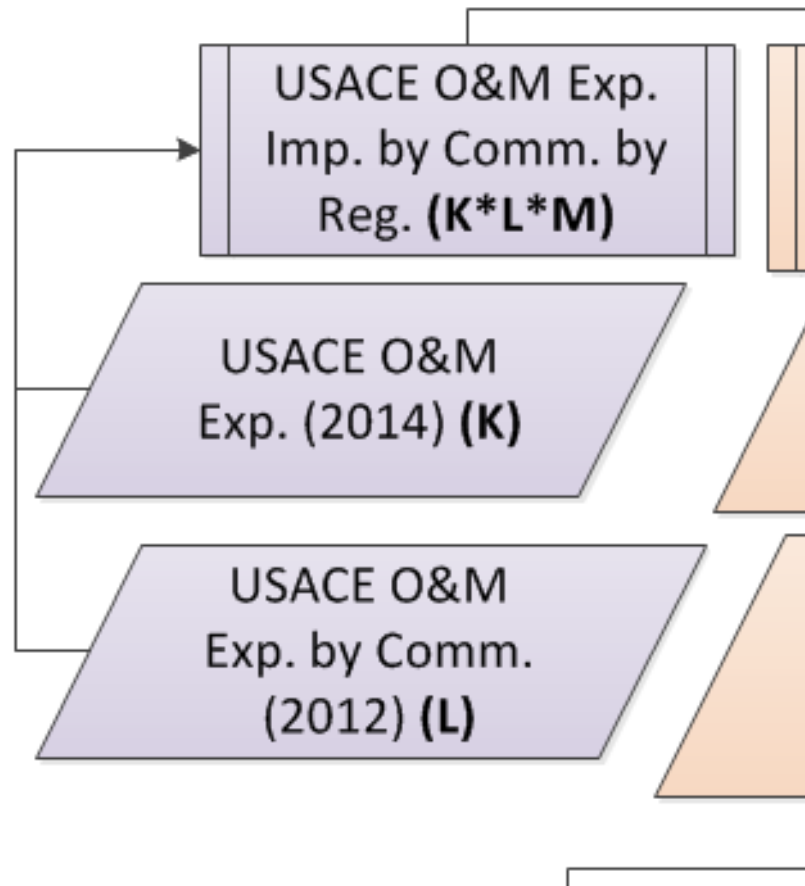 USACE O&M Exp.
Imp. by Comm. by
Reg. (K*L*M)
USACE O&M
Exp. (2014) (K)
USACE O&M
Exp. by Comm.
(2012) (L)